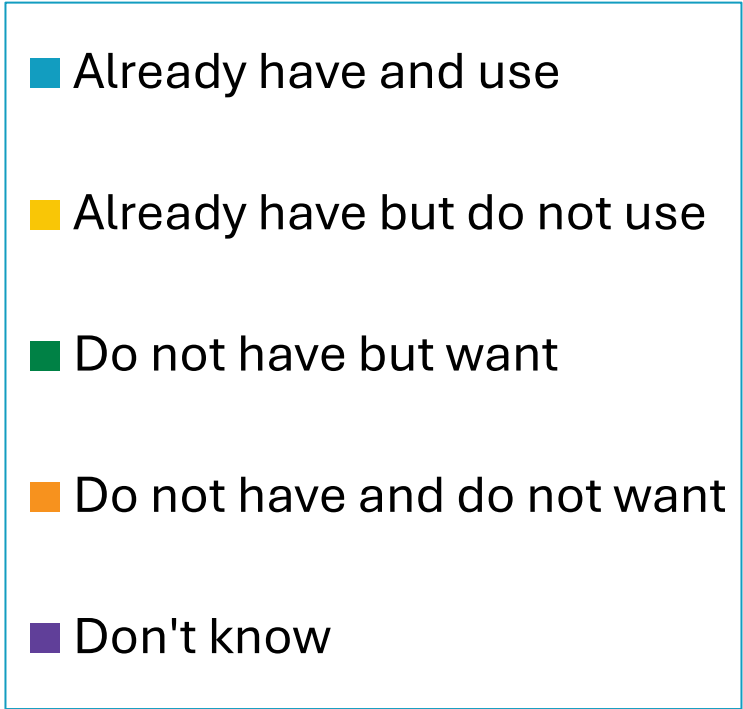 Already have and use
Already have but do not use
Do not have but want
Do not have and do not want
Don't know